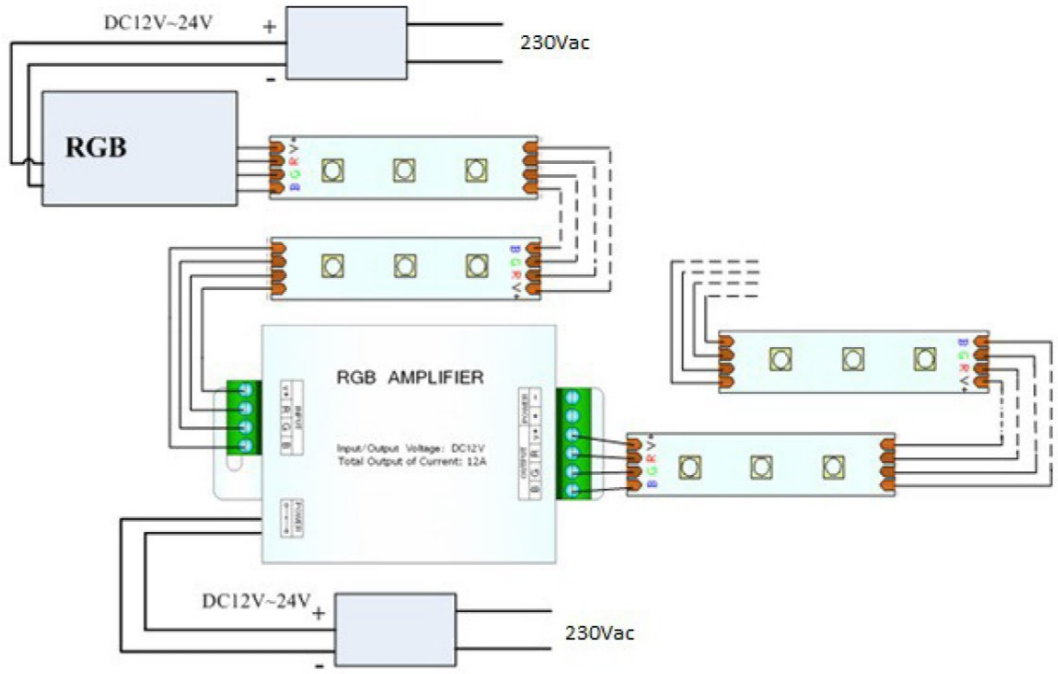 DC12V~24V
+
-
230Vac
RGB
V+
R
G
B
B
G
R
V+
RGB AMPLIFIER
Input/Output Voltage: DC12V
Total Output of Current: 12A
INPUT
V+ R G B
POWER
POWER
- +
OUTPUT
V+ R G B
V+
R
G
B
B
G
R
V+
DC12V~24V
+
-
230Vac